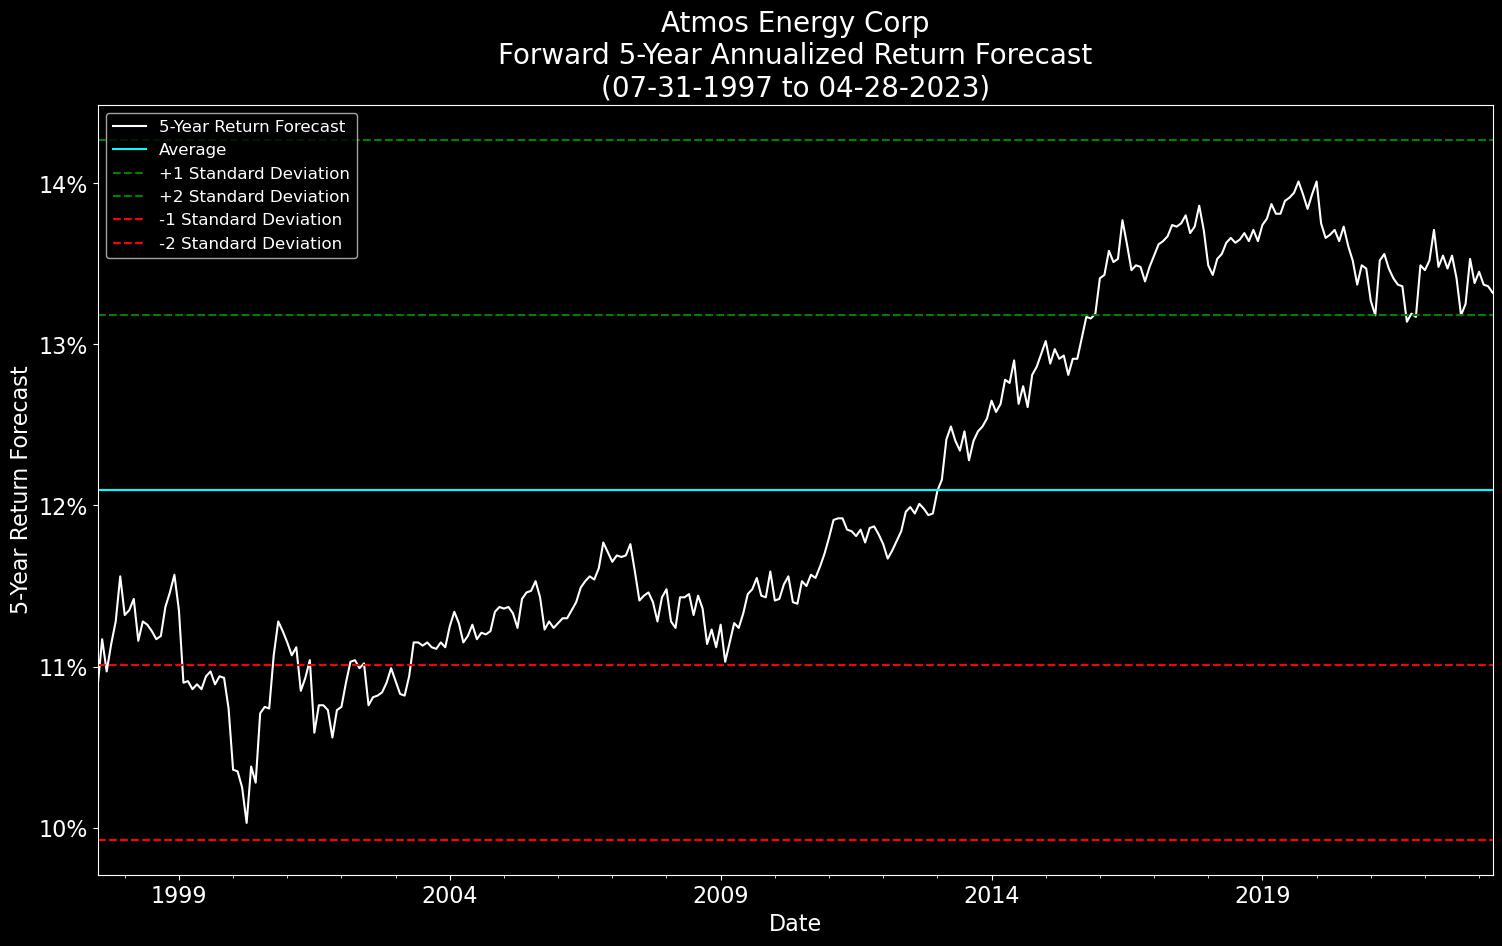 Atmos Energy Corp
Forward 5-Year Annualized Return Forecast
(07-31-1997 to 04-28-2023)
5-Year Return Forecast
Average
+1 Standard Deviation
+2 Standard Deviation
-1 Standard Deviation
-2 Standard Deviation
14%
13%
12%
11%
10%
5-Year Return Forecast
1999 2004 2009 2014 2019
Date